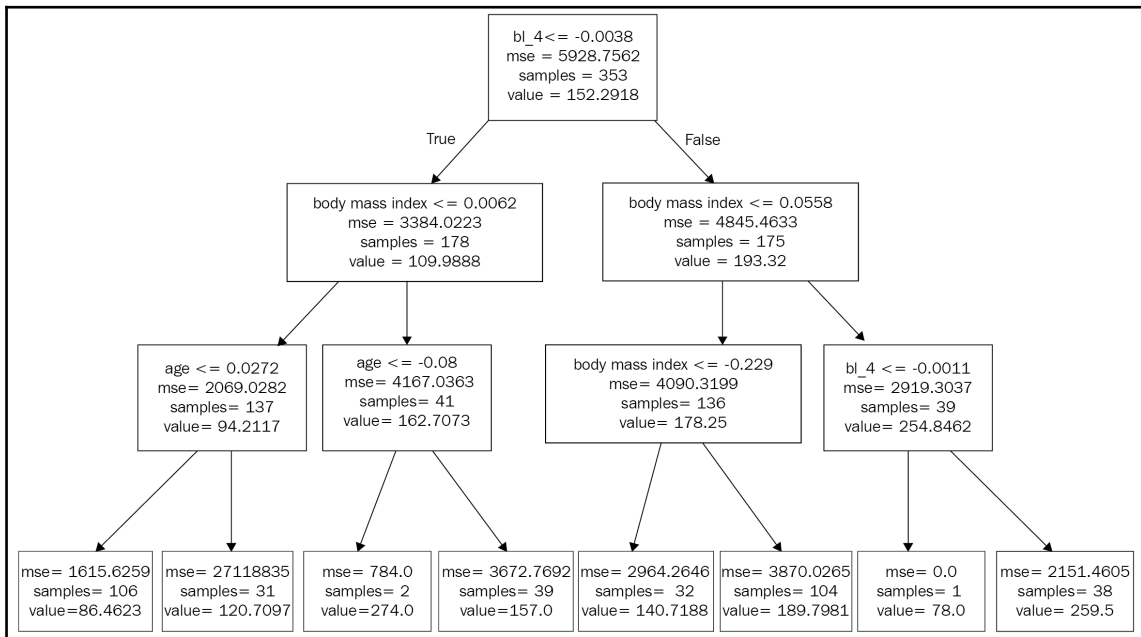 bl_4<= -0.0038
mse = 5928.7562
samples = 353
value = 152.2918
True
False
body mass index <= 0.0062
mse = 3384.0223
samples = 178
value = 109.9888
body mass index <= 0.0558
mse = 4845.4633
samples = 175
value = 193.32
age <= 0.0272
mse= 2069.0282
samples= 137
value= 94.2117
age <= -0.08
mse= 4167.0363
samples= 41
value= 162.7073
body mass index <= -0.229
mse= 4090.3199
samples= 136
value= 178.25
bl_4 <= -0.0011
mse= 2919.3037
samples= 39
value= 254.8462
mse= 1615.6259
samples= 106
value=86.4623
mse= 27118835
samples= 31
value= 120.7097
mse= 784.0
samples= 2
value= 274.0
mse= 3672.7692
samples= 39
value= 157.0
mse= 2964.2646
samples= 32
value= 140.7188
mse= 3870.0265
samples= 104
value= 189.7981
mse= 0.0
samples= 1
value= 78.0
mse= 2151.4605
samples= 38
value= 259.5